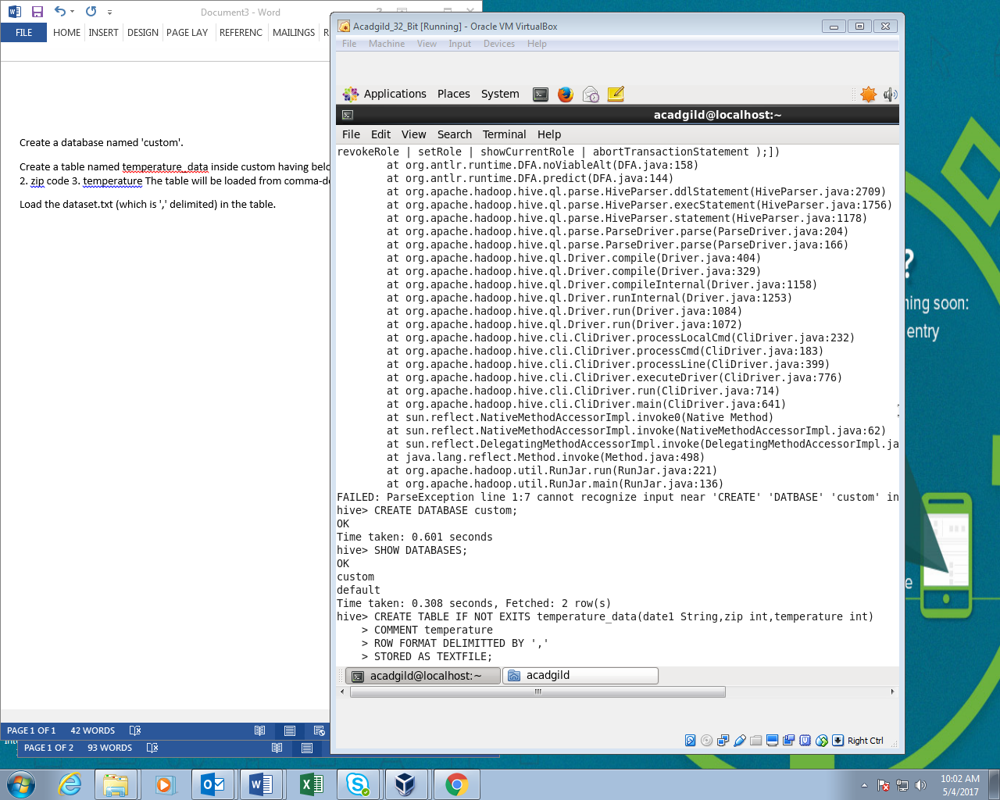 Document3 - Word
FILE HOME INSERT DESIGN PAGE LAY REFERENC MAILINGS R
Create a database named 'custom'.
Create a table named temperature_data inside custom having belo
2. zip code 3. temperature The table will be loaded from comma-de
Load the dataset.txt (which is ',' delimited) in the table.
PAGE 1 OF 1 42 WORDS
PAGE 1 OF 2 93 WORDS
Acadgild_32_Bit [Running] - Oracle VM VirtualBox
File Machine View Input Devices Help
Applications Places System
acadgild@localhost:~
File Edit View Search Terminal Help
revokeRole | setRole | showCurrentRole | abortTransactionStatement );])
at org.antlr.runtime.DFA.noViableAlt(DFA.java:158)
at org.antlr.runtime.DFA.predict(DFA.java:144)
at org.apache.hadoop.hive.ql.parse.HiveParser.ddlStatement(HiveParser.java:2709)
at org.apache.hadoop.hive.ql.parse.HiveParser.execStatement(HiveParser.java:1756)
at org.apache.hadoop.hive.ql.parse.HiveParser.statement(HiveParser.java:1178)
at org.apache.hadoop.hive.ql.parse.ParseDriver.parse(ParseDriver.java:204)
at org.apache.hadoop.hive.ql.parse.ParseDriver.parse(ParseDriver.java:166)
at org.apache.hadoop.hive.ql.Driver.compile(Driver.java:404)
at org.apache.hadoop.hive.ql.Driver.compile(Driver.java:329)
at org.apache.hadoop.hive.ql.Driver.compileInternal(Driver.java:1158)
at org.apache.hadoop.hive.ql.Driver.runInternal(Driver.java:1253)
at org.apache.hadoop.hive.ql.Driver.run(Driver.java:1084)
at org.apache.hadoop.hive.ql.Driver.run(Driver.java:1072)
at org.apache.hadoop.hive.cli.CliDriver.processLocalCmd(CliDriver.java:232)
at org.apache.hadoop.hive.cli.CliDriver.processCmd(CliDriver.java:183)
at org.apache.hadoop.hive.cli.CliDriver.processLine(CliDriver.java:399)
at org.apache.hadoop.hive.cli.CliDriver.executeDriver(CliDriver.java:776)
at org.apache.hadoop.hive.cli.CliDriver.run(CliDriver.java:714)
at org.apache.hadoop.hive.cli.CliDriver.main(CliDriver.java:641)
at sun.reflect.NativeMethodAccessorImpl.invoke0(Native Method)
at sun.reflect.NativeMethodAccessorImpl.invoke(NativeMethodAccessorImpl.java:62)
at sun.reflect.DelegatingMethodAccessorImpl.invoke(DelegatingMethodAccessorImpl.ja
at java.lang.reflect.Method.invoke(Method.java:498)
at org.apache.hadoop.util.RunJar.run(RunJar.java:221)
at org.apache.hadoop.util.RunJar.main(RunJar.java:136)
FAILED: ParseException line 1:7 cannot recognize input near 'CREATE' 'DATBASE' 'custom' in
hive> CREATE DATABASE custom;
OK
Time taken: 0.601 seconds
hive> SHOW DATABASES;
OK
custom
default
Time taken: 0.308 seconds, Fetched: 2 row(s)
hive> CREATE TABLE IF NOT EXITS temperature_data(date1 String,zip int,temperature int)
> COMMENT temperature
> ROW FORMAT DELIMITTED BY ','
> STORED AS TEXTFILE;
acadgild@localhost:~ acadgild
Right Ctrl
?
ning soon:
entry
e
10:02 AM
5/4/2017